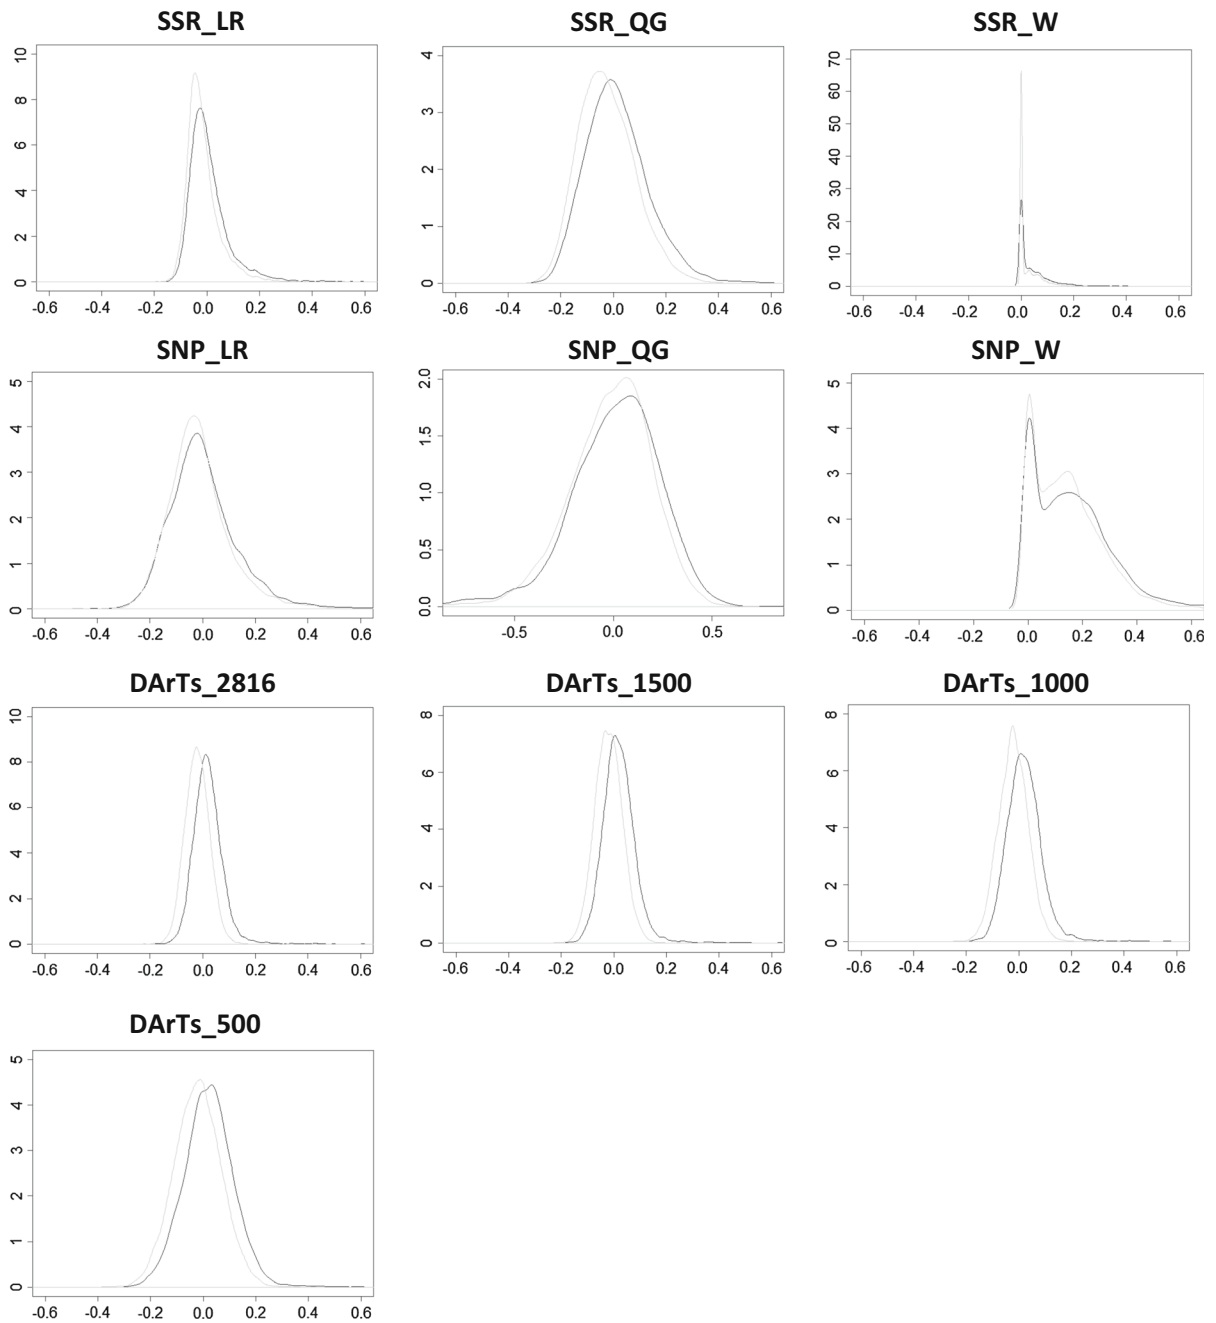 SSR_LR SSR_QG SSR_W
10 8 6 4 2 0
4 3 2 1 0
70 60 50 40 30 20 10 0
-0.6 -0.4 -0.2 0.0 0.2 0.4 0.6
-0.6 -0.4 -0.2 0.0 0.2 0.4 0.6
-0.6 -0.4 -0.2 0.0 0.2 0.4 0.6
SNP_LR SNP_QG SNP_W
5 4 3 2 1 0
2.0 1.5 1.0 0.5 0.0
5 4 3 2 1 0
-0.6 -0.4 -0.2 0.0 0.2 0.4 0.6
-0.5 0.0 0.5
-0.6 -0.4 -0.2 0.0 0.2 0.4 0.6
DArTs_2816 DArTs_1500 DArTs_1000
10 8 6 4 2 0
8 6 4 2 0
8 6 4 2 0
-0.6 -0.4 -0.2 0.0 0.2 0.4 0.6
-0.6 -0.4 -0.2 0.0 0.2 0.4 0.6
-0.6 -0.4 -0.2 0.0 0.2 0.4 0.6
DArTs_500
5 4 3 2 1 0
-0.6 -0.4 -0.2 0.0 0.2 0.4 0.6